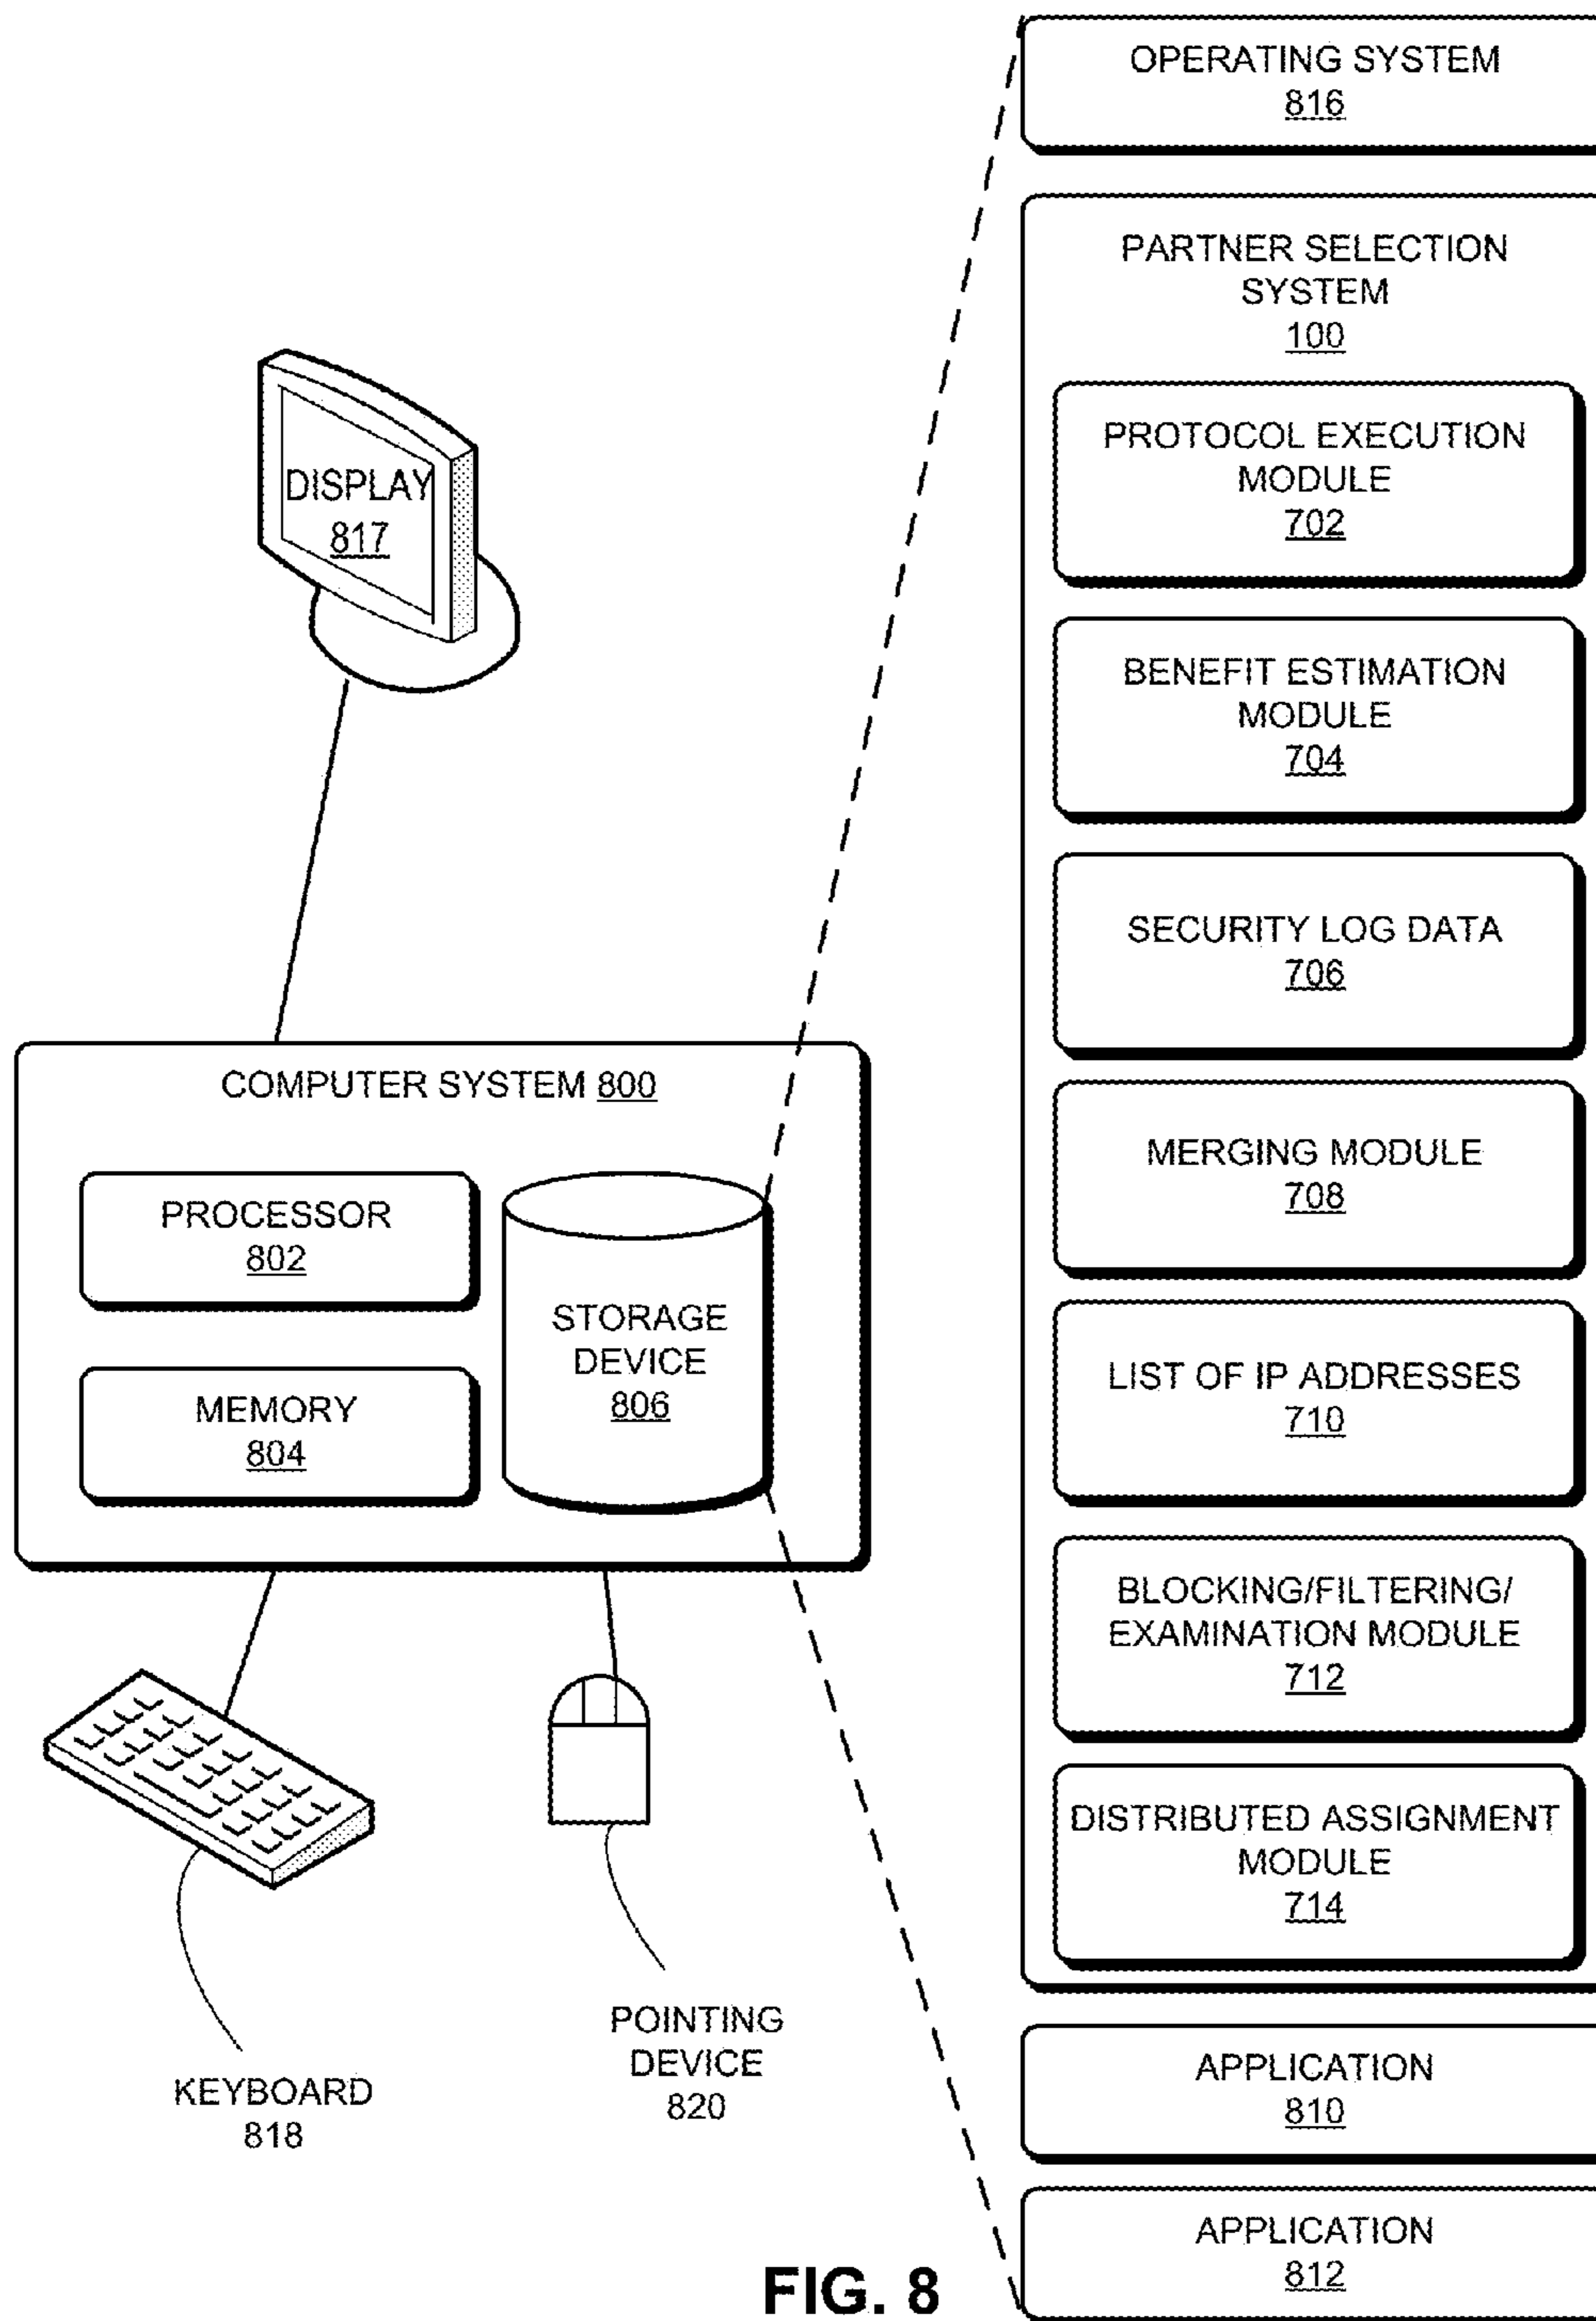 OPERATING SYSTEM
816
PARTNER SELECTION
SYSTEM
100
PROTOCOL EXECUTION
MODULE
702
BENEFIT ESTIMATION
MODULE
704
SECURITY LOG DATA
706
MERGING MODULE
708
LIST OF IP ADDRESSES
710
BLOCKING/FILTERING/
EXAMINATION MODULE
712
DISTRIBUTED ASSIGNMENT
MODULE
714
APPLICATION
810
APPLICATION
812
DISPLAY
817
COMPUTER SYSTEM 800
PROCESSOR
802
MEMORY
804
STORAGE
DEVICE
806
KEYBOARD
818
POINTING
DEVICE
820
FIG. 8